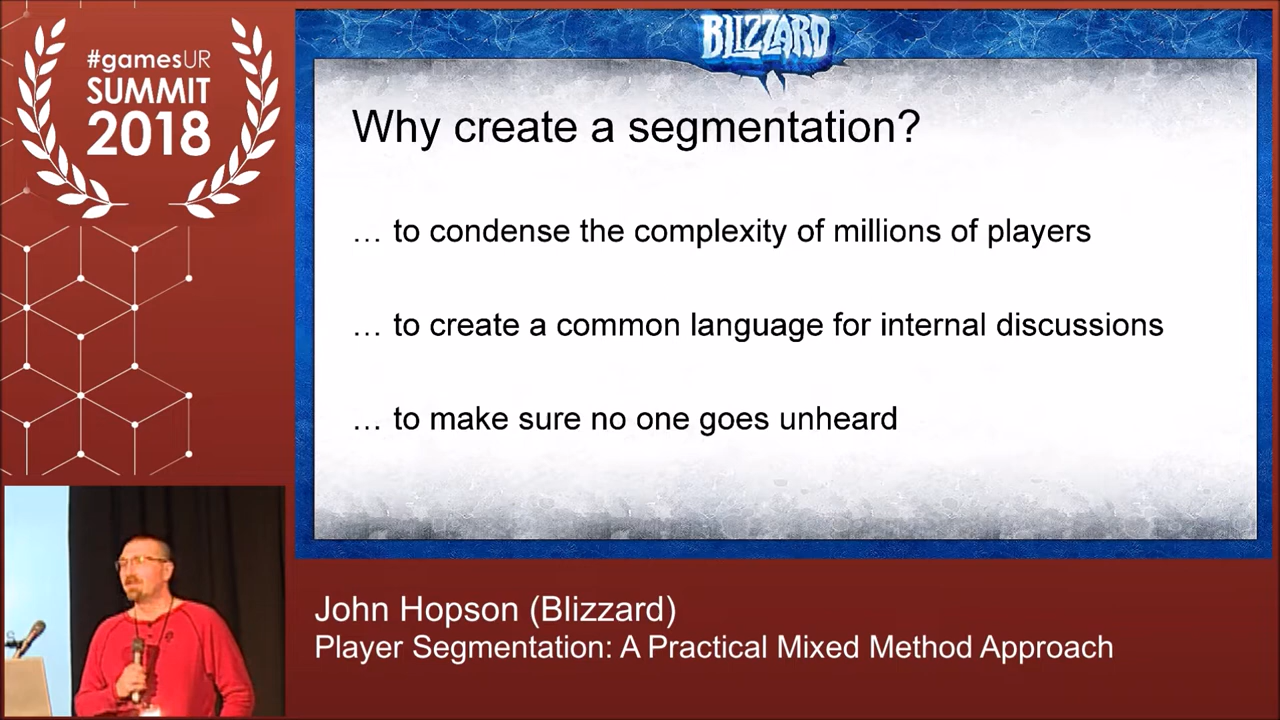 #gamesUR
SUMMIT
2018
BLIZZARD
Why create a segmentation?
… to condense the complexity of millions of players
… to create a common language for internal discussions
… to make sure no one goes unheard
John Hopson (Blizzard)
Player Segmentation: A Practical Mixed Method Approach